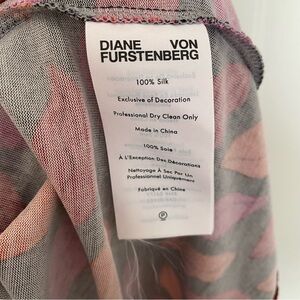 DIANE VON
FURSTENBERG
100% Silk
Exclusive of Decoration
Professional Dry Clean Only
Made in China
100% Soie
À L'Exception Des Décorations
Nettoyage À Sec Par Un
Professionnel Uniquement
Fabriqué en Chine
P